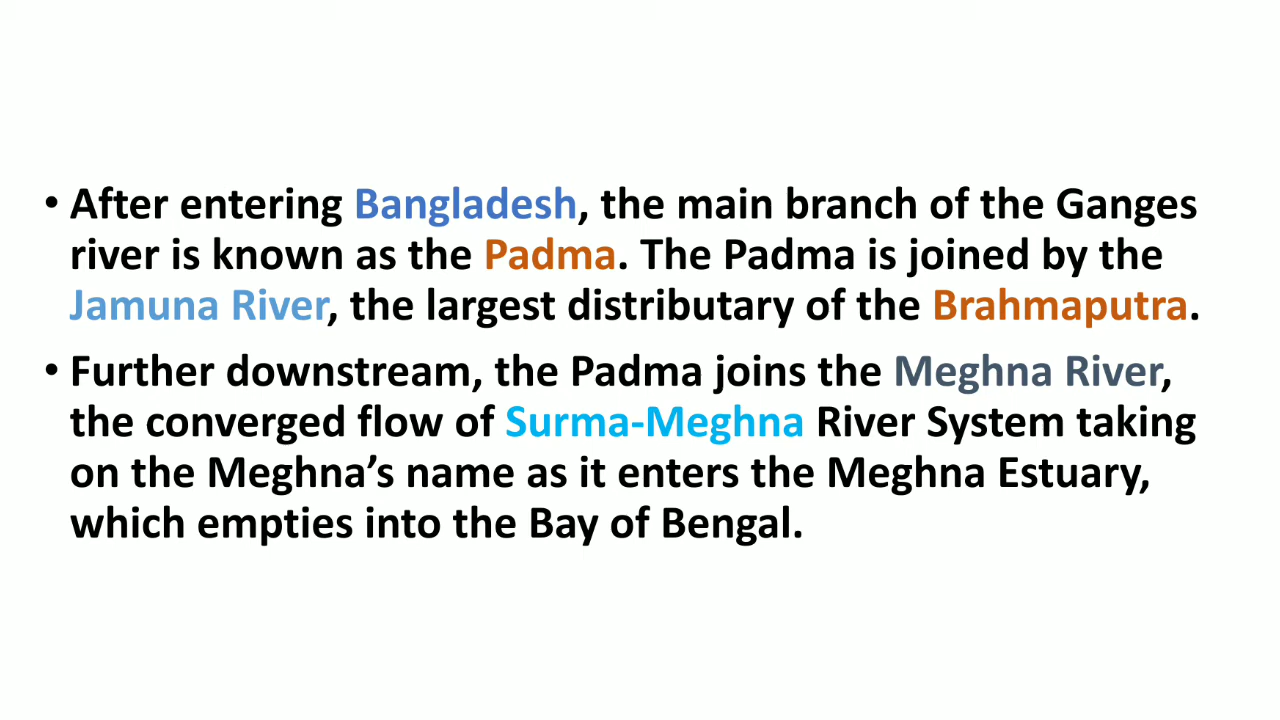 • After entering Bangladesh, the main branch of the Ganges
river is known as the Padma. The Padma is joined by the
Jamuna River, the largest distributary of the Brahmaputra.
• Further downstream, the Padma joins the Meghna River,
the converged flow of Surma-Meghna River System taking
on the Meghna’s name as it enters the Meghna Estuary,
which empties into the Bay of Bengal.